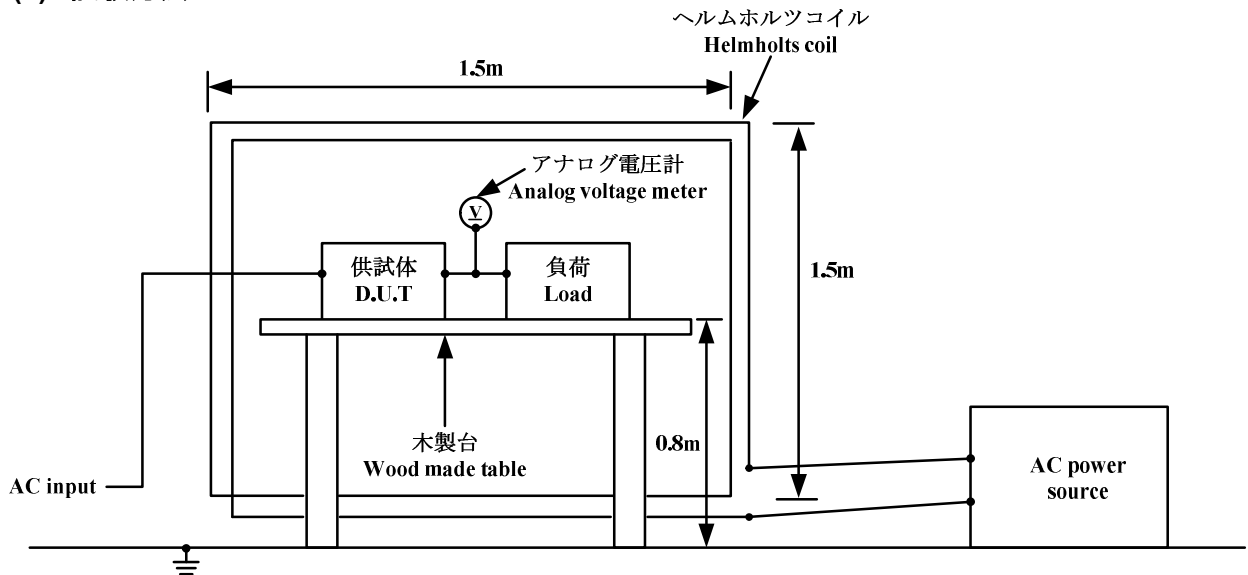 ヘルムホルツコイル
Helmholts coil
1.5m
アナログ電圧計
Analog voltage meter
V
供試体
D.U.T
負荷
Load
1.5m
木製台
Wood made table
0.8m
AC input
AC power
source